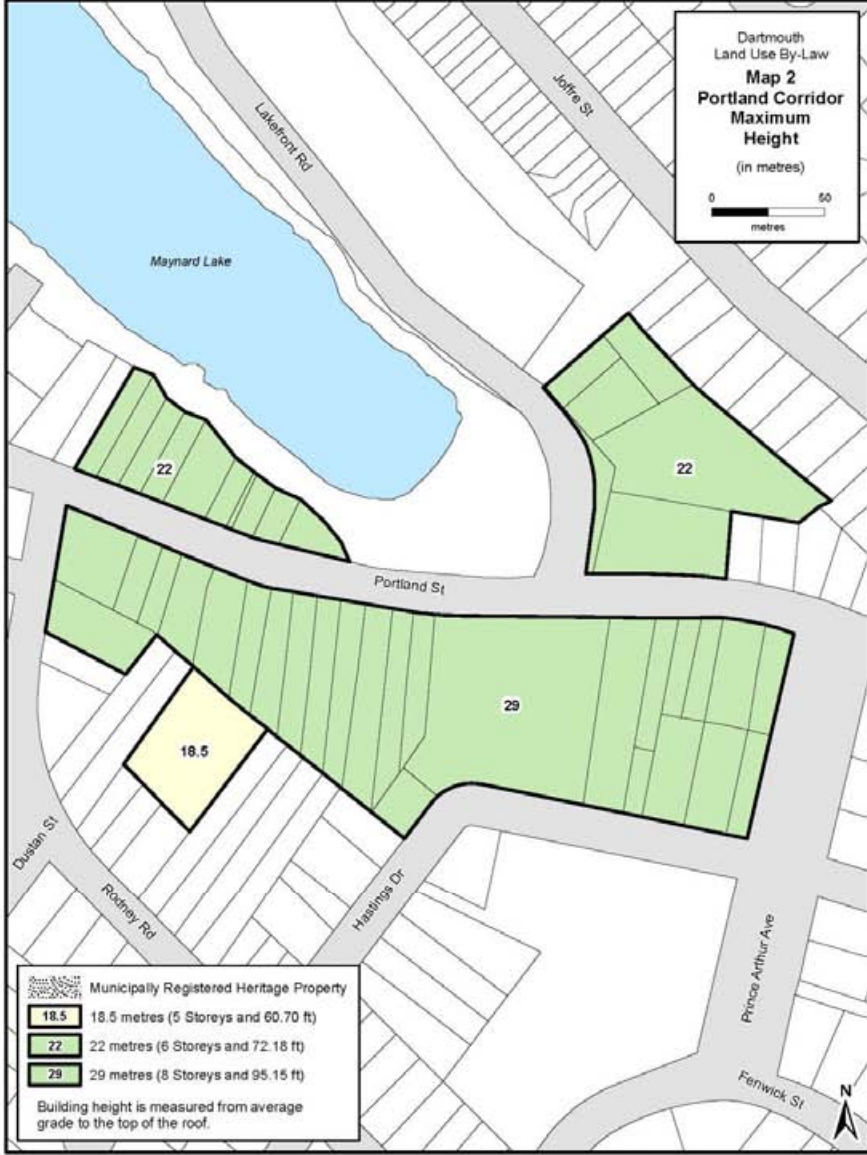 Dartmouth
Land Use By-Law
Map 2
Portland Corridor
Maximum
Height
(in metres)
0 50
metres
Joffre St
Lakefront Rd
Maynard Lake
22
22
Portland St
29
18.5
Dustan St
Rodney Rd
Hastings Dr
Prince Arthur Ave
Fenwick St
N
Municipally Registered Heritage Property
18.5 18.5 metres (5 Storeys and 60.70 ft)
22 22 metres (6 Storeys and 72.18 ft)
29 29 metres (8 Storeys and 95.15 ft)
Building height is measured from average
grade to the top of the roof.